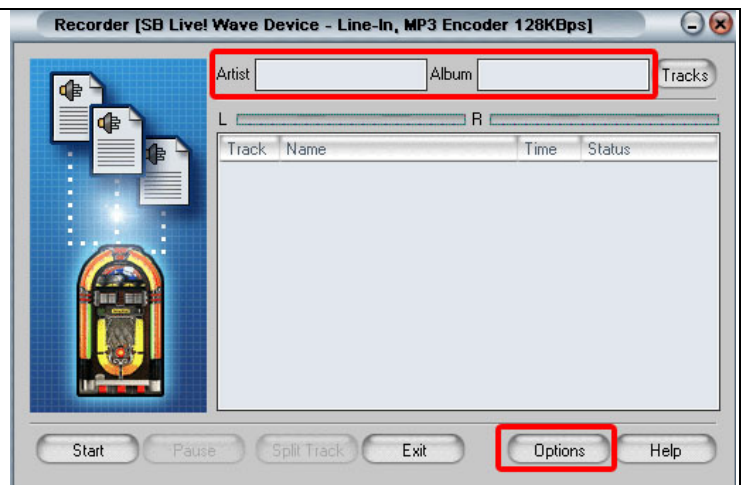 Recorder [SB Live! Wave Device - Line-In, MP3 Encoder 128KBps]
Artist Album Tracks
L R
Track Name Time Status
Start Pause Split Track Exit Options Help